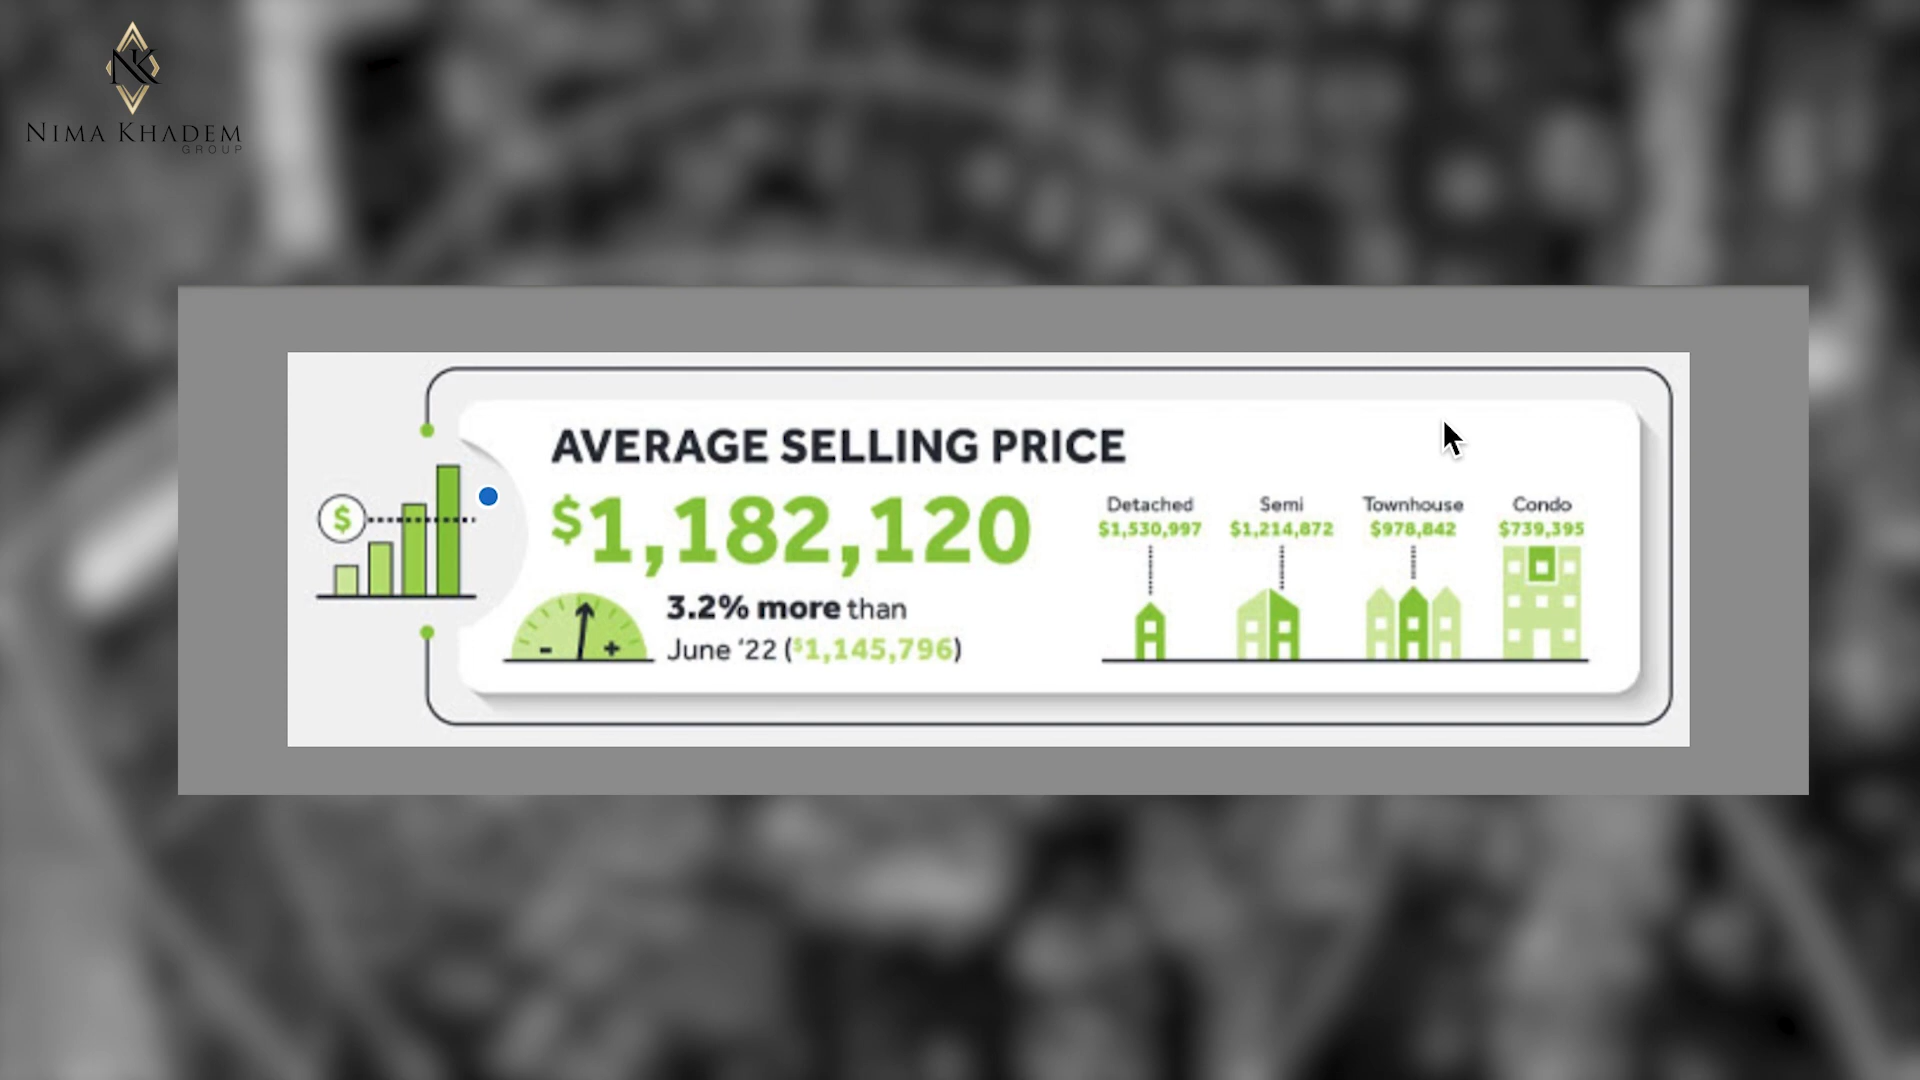 NIMA KHADEM
GROUP
AVERAGE SELLING PRICE
$1,182,120
3.2% more than
June '22 ($1,145,796)
Detached
$1,530,997
Semi
$1,214,872
Townhouse
$978,842
Condo
$739,395
$
- +